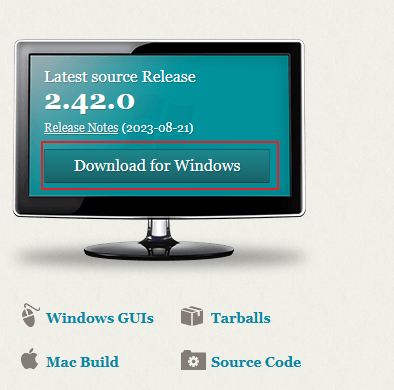 Latest source Release
2.42.0
Release Notes (2023-08-21)
Download for Windows
Windows GUIs
Tarballs
Mac Build
Source Code